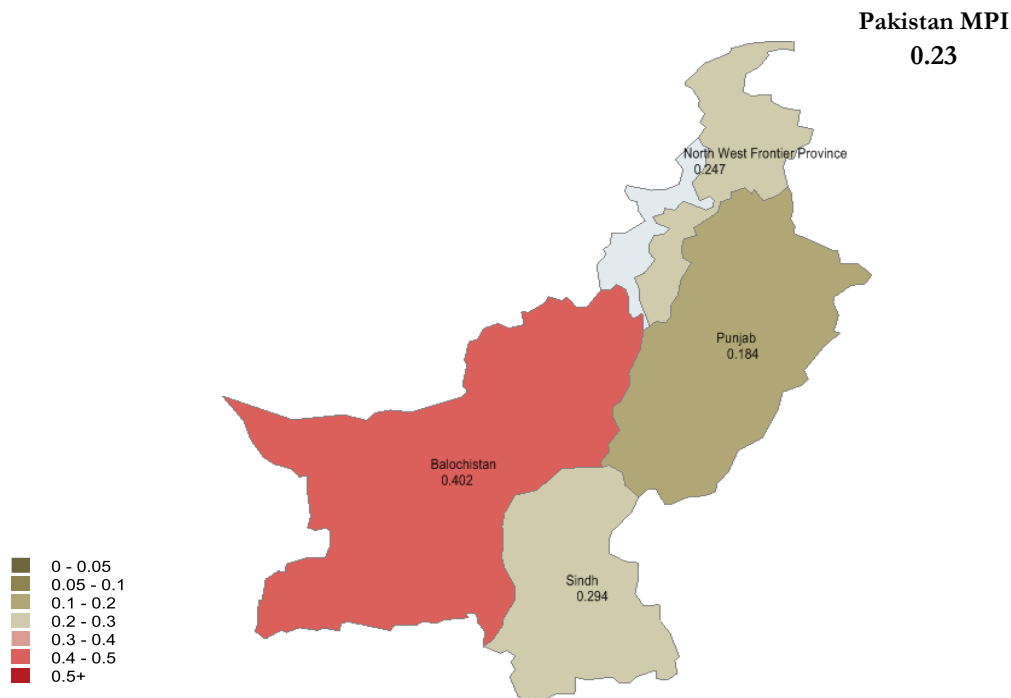 Pakistan MPI
0.23
North West Frontier Province
0.247
Punjab
0.184
Balochistan
0.402
Sindh
0.294
0 - 0.05
0.05 - 0.1
0.1 - 0.2
0.2 - 0.3
0.3 - 0.4
0.4 - 0.5
0.5+